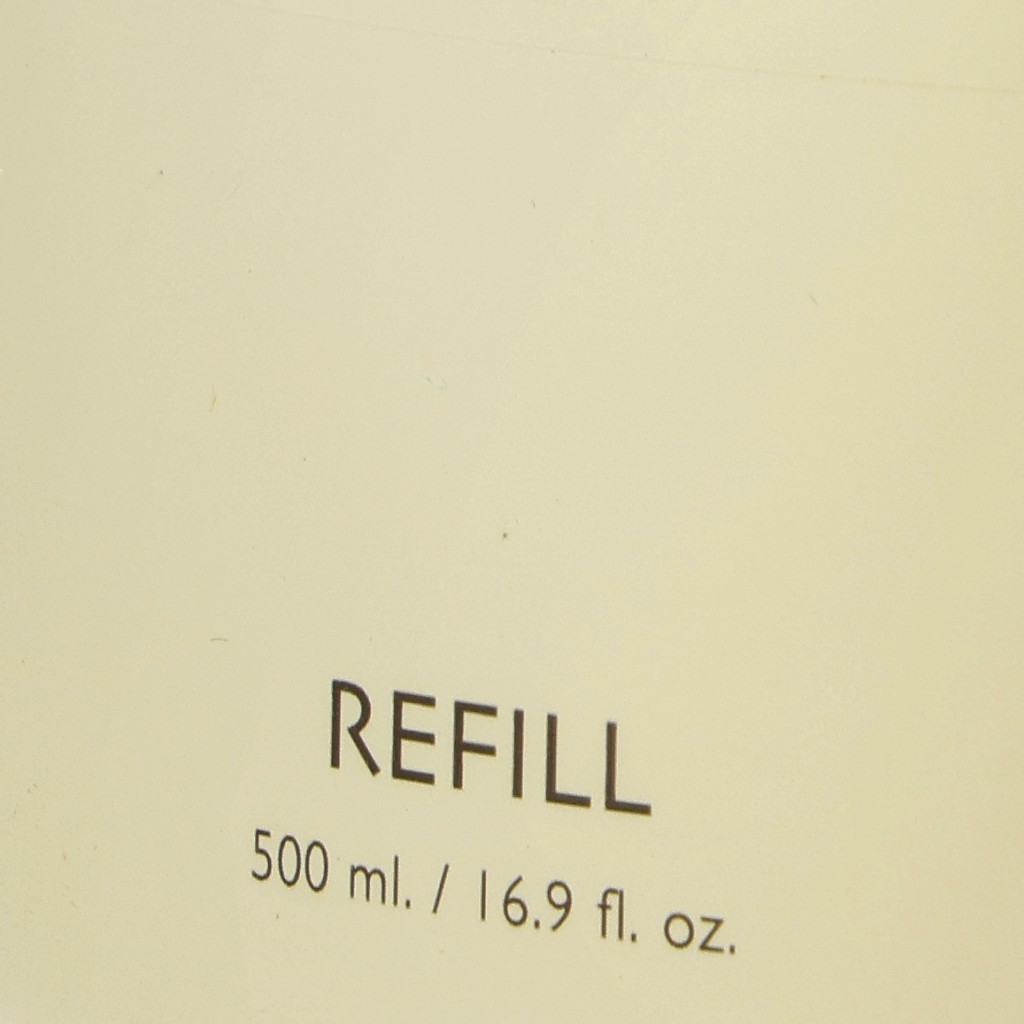 REFILL
500 ml. / 16.9 fl. oz.